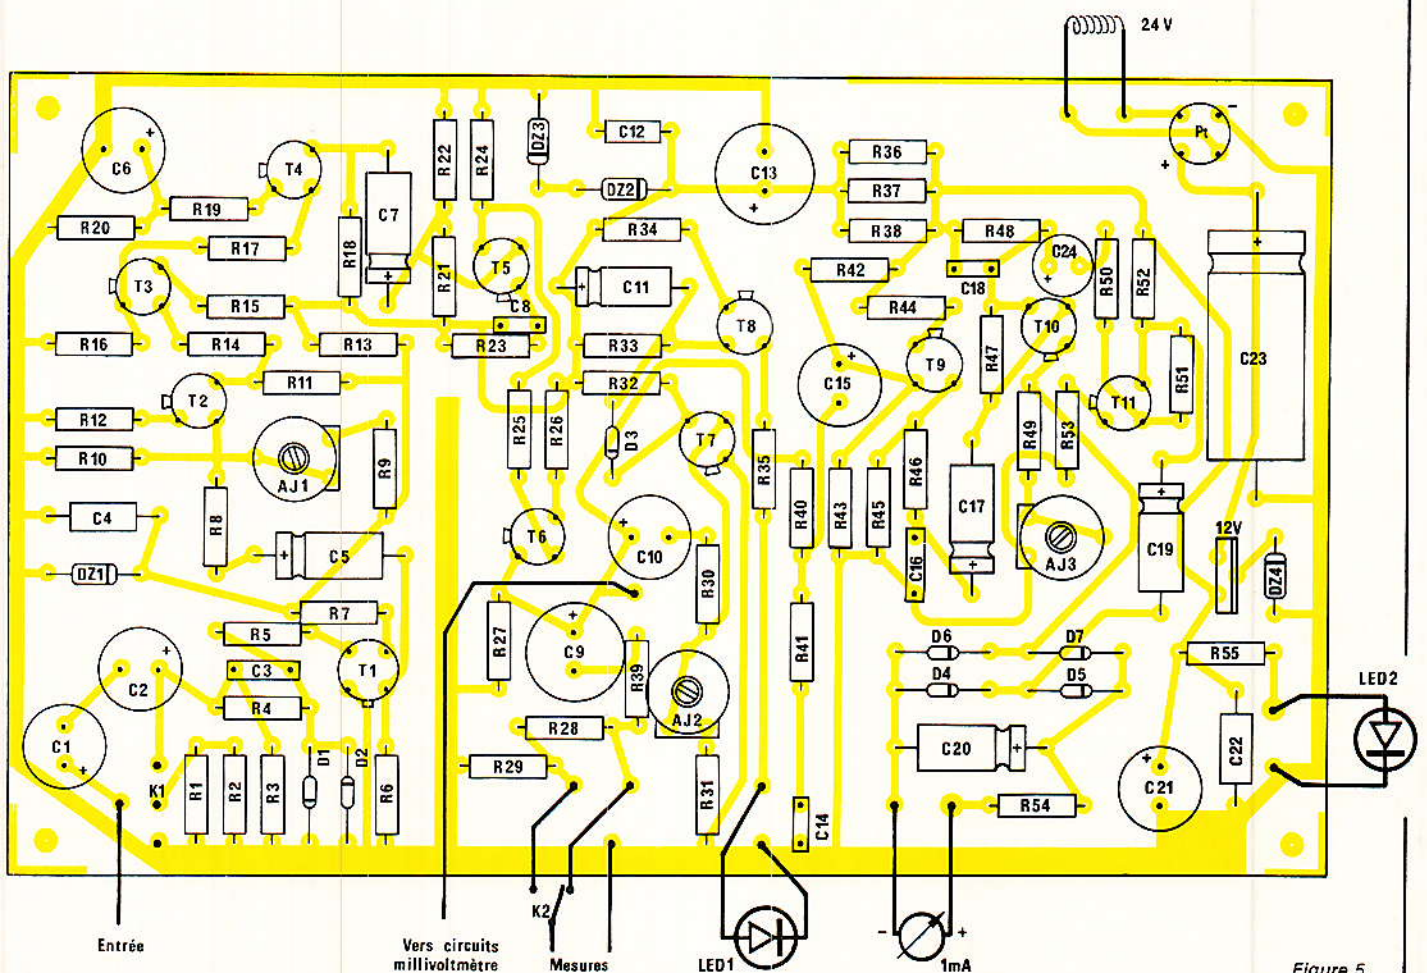 24 V
C6
+
T4
R22
R24
DZ3
C12
C13
+
R36
-
Pt
+
R20
R19
C7
+
DZ2
R37
R17
R18
R21
T5
R34
R38
R48
C24
+
R50
R52
+
T3
R15
C8
+
C11
R42
C18
R44
T8
T10
R16
R14
R13
R23
R33
C15
+
T9
R47
C23
R11
R32
R51
R12
T2
R25
R26
D3
T7
R49
R53
T11
R10
AJ1
R9
R35
R46
C4
R8
R40
R43
R45
C17
+
+
C19
+
C5
T6
+
C10
C16
AJ3
12V
DZ4
DZ1
R30
R7
R5
R27
+
C9
R39
R41
D6
D7
R55
+
C2
C3
T1
D4
D5
LED2
R4
AJ2
C1
+
R28
C20
+
C22
K1
R1
R2
R3
D1
D2
R6
R29
R31
C14
R54
+
C21
K2
-
+
Entrée
Vers circuits
millivoltmètre
Mesures
LED1
1mA
Figure 5